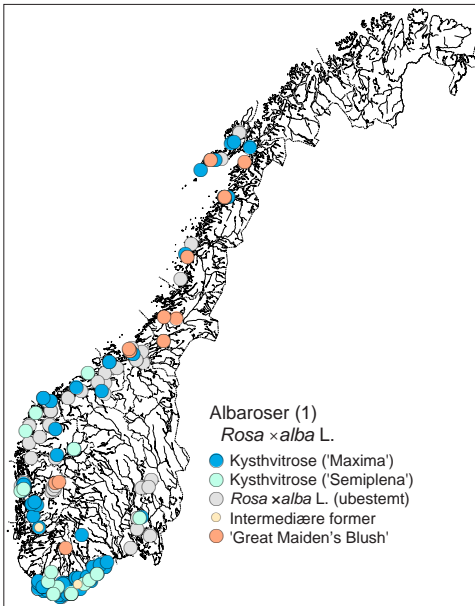 Albaroser (1)
Rosa ×alba L.
Kysthvitrose ('Maxima')
Kysthvitrose ('Semiplena')
Rosa ×alba L. (ubestemt)
Intermediære former
'Great Maiden's Blush'